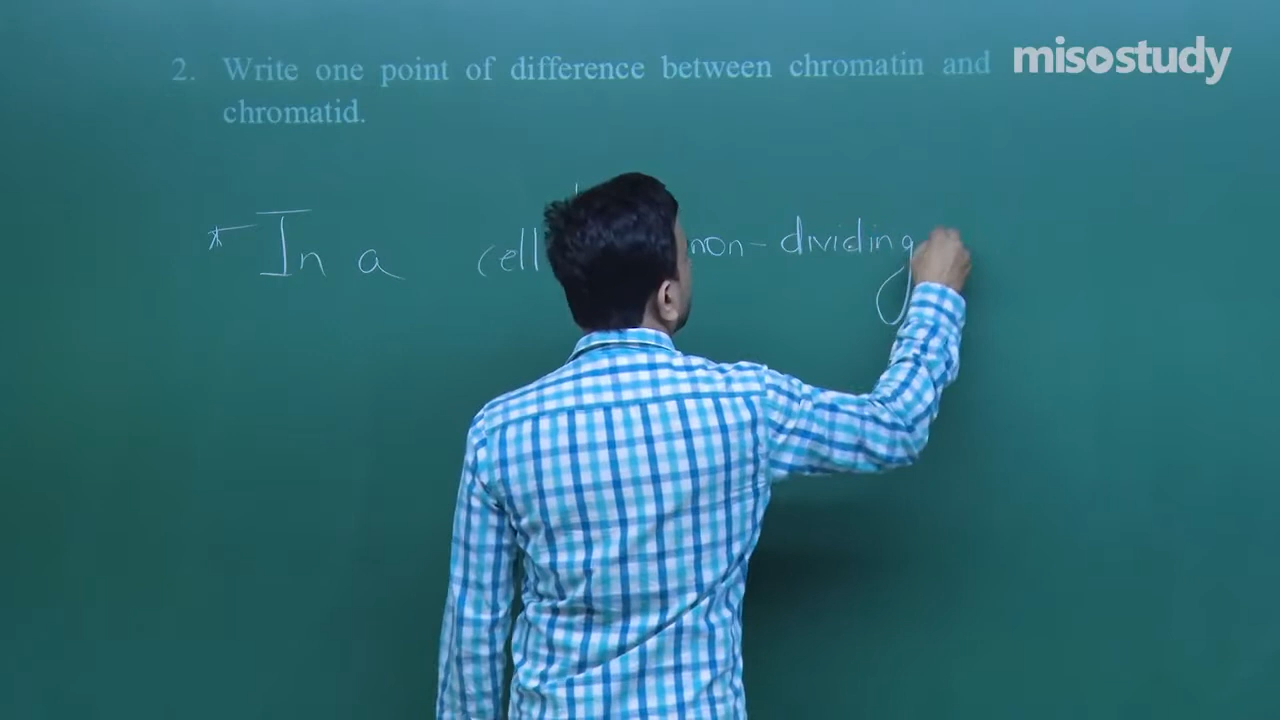 misostudy
2. Write one point of difference between chromatin and
chromatid.
* In a cell non-dividing